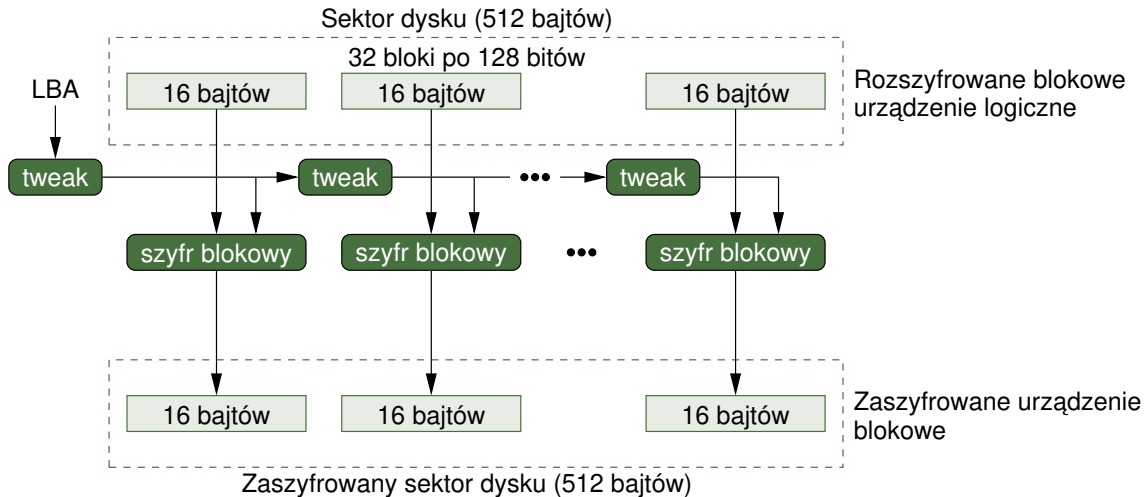 Sektor dysku (512 bajtów)
32 bloki po 128 bitów
LBA
16 bajtów
16 bajtów
16 bajtów
Rozszyfrowane blokowe
urządzenie logiczne
tweak
tweak
•••
tweak
szyfr blokowy
szyfr blokowy
•••
szyfr blokowy
16 bajtów
16 bajtów
16 bajtów
Zaszyfrowane urządzenie
blokowe
Zaszyfrowany sektor dysku (512 bajtów)